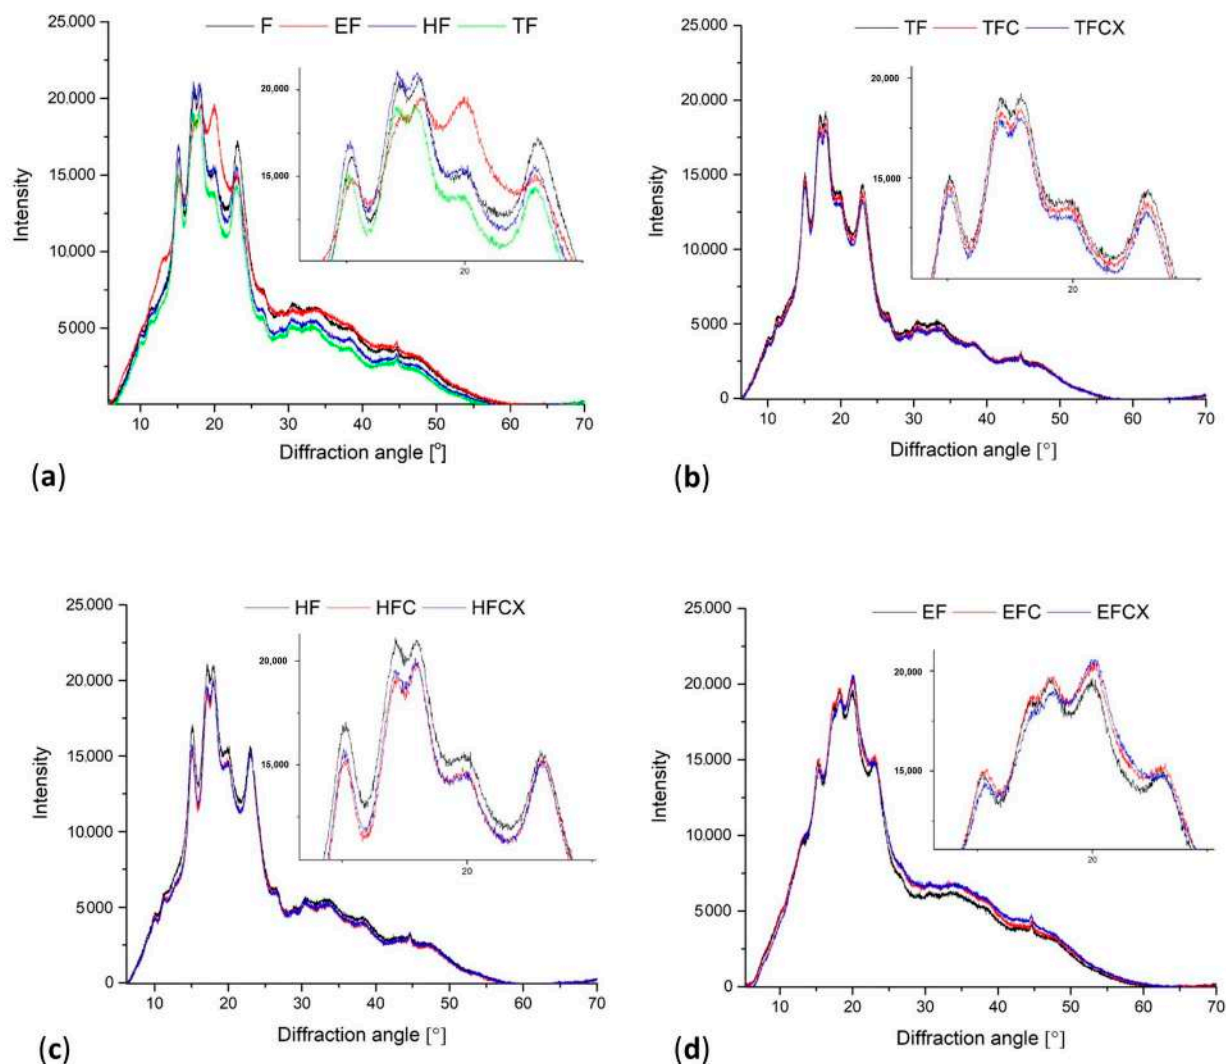 F EF HF TF
25.000
20.000
15.000
10.000
5000
Intensity
20,000
15,000
20
10 20 30 40 50 60 70
Diffraction angle [°]
(a)
TF TFC TFCX
25.000
20.000
15.000
10.000
5000
0
Intensity
20,000
15,000
20
10 20 30 40 50 60 70
Diffraction angle [°]
(b)
HF HFC HFCX
25.000
20.000
15.000
10.000
5000
0
Intensity
20,000
15,000
20
10 20 30 40 50 60 70
Diffraction angle [°]
(c)
EF EFC EFCX
25.000
20.000
15.000
10.000
5000
0
Intensity
20,000
15,000
20
10 20 30 40 50 60 70
Diffraction angle [°]
(d)